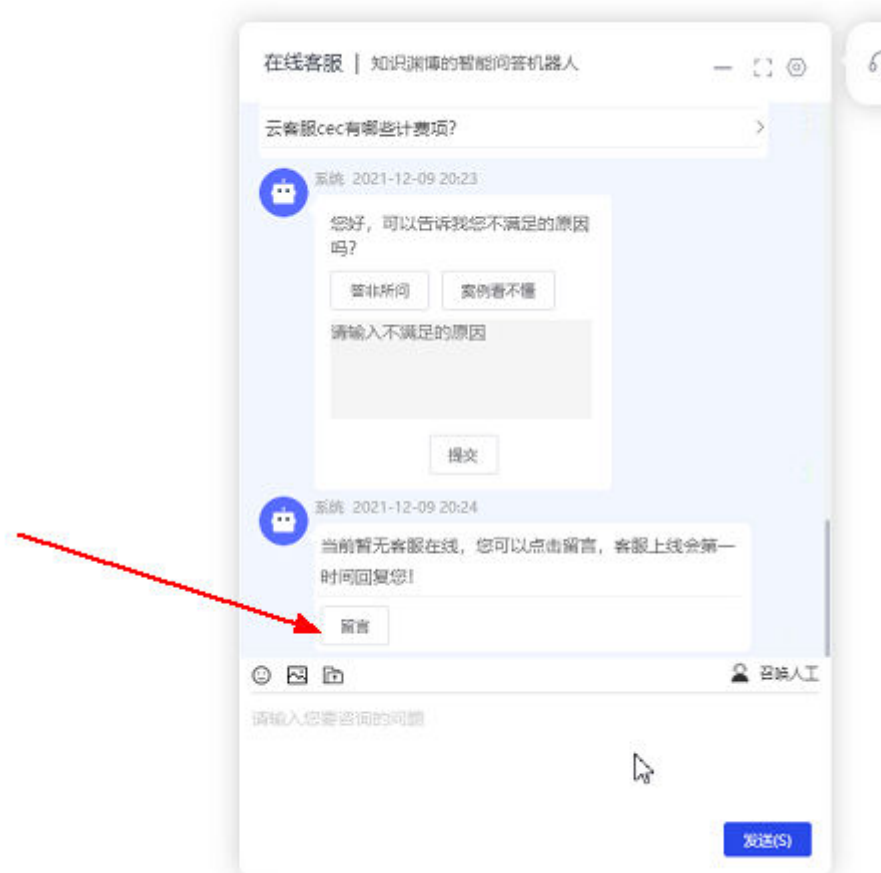 在线客服 | 知识渊博的智能问答机器人
云客服cec有哪些计费项?
系统 2021-12-09 20:23
您好，可以告诉我您不满足的原因
吗?
答非所问 案例看不懂
请输入不满足的原因
提交
系统 2021-12-09 20:24
当前暂无客服在线，您可以点击留言，客服上线会第一
时间回复您!
留言
召唤人工
请输入您要咨询的问题
发送(S)